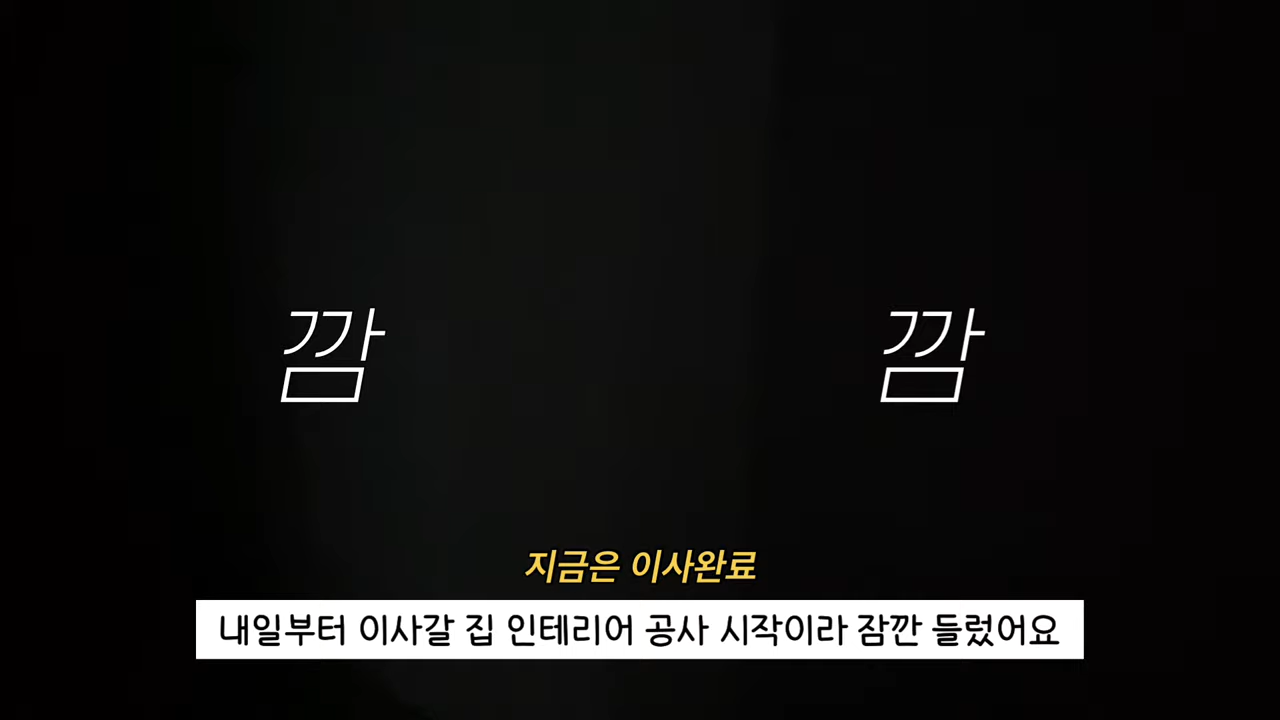 깜 깜
지금은 이사완료
내일부터 이사갈 집 인테리어 공사 시작이라 잠깐 들렀어요